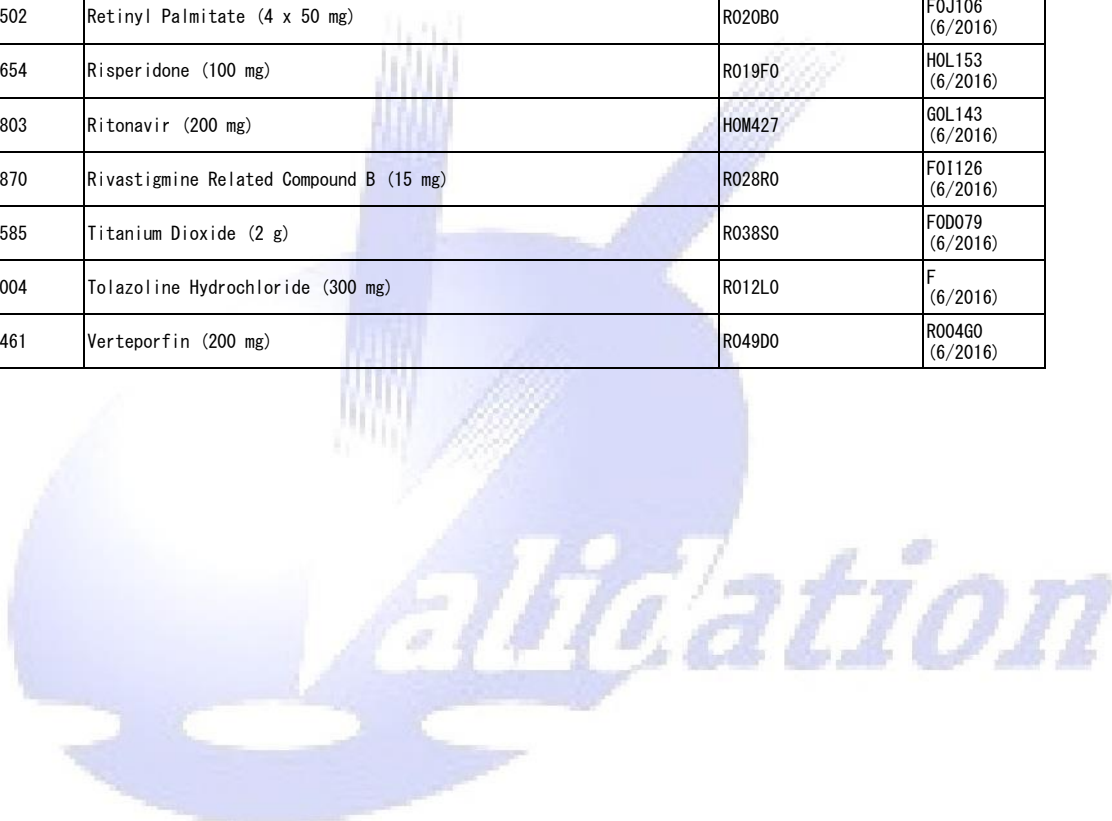 502 Retinyl Palmitate (4 x 50 mg) R020B0 F0J106
(6/2016)
654 Risperidone (100 mg) R019F0 H0L153
(6/2016)
803 Ritonavir (200 mg) H0M427 G0L143
(6/2016)
870 Rivastigmine Related Compound B (15 mg) R028R0 F0I126
(6/2016)
585 Titanium Dioxide (2 g) R038S0 F0D079
(6/2016)
004 Tolazoline Hydrochloride (300 mg) R012L0 F
(6/2016)
461 Verteporfin (200 mg) R049D0 R004G0
(6/2016)
Validation